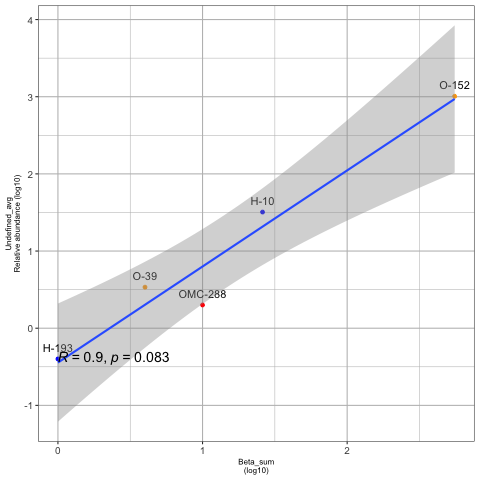 4
3
2
1
0
-1
Undefined_avg
Relative abundance (log10)
O-152
H-10
O-39
OMC-288
H-193
R = 0.9, p = 0.083
0
1
2
Beta_sum
(log10)